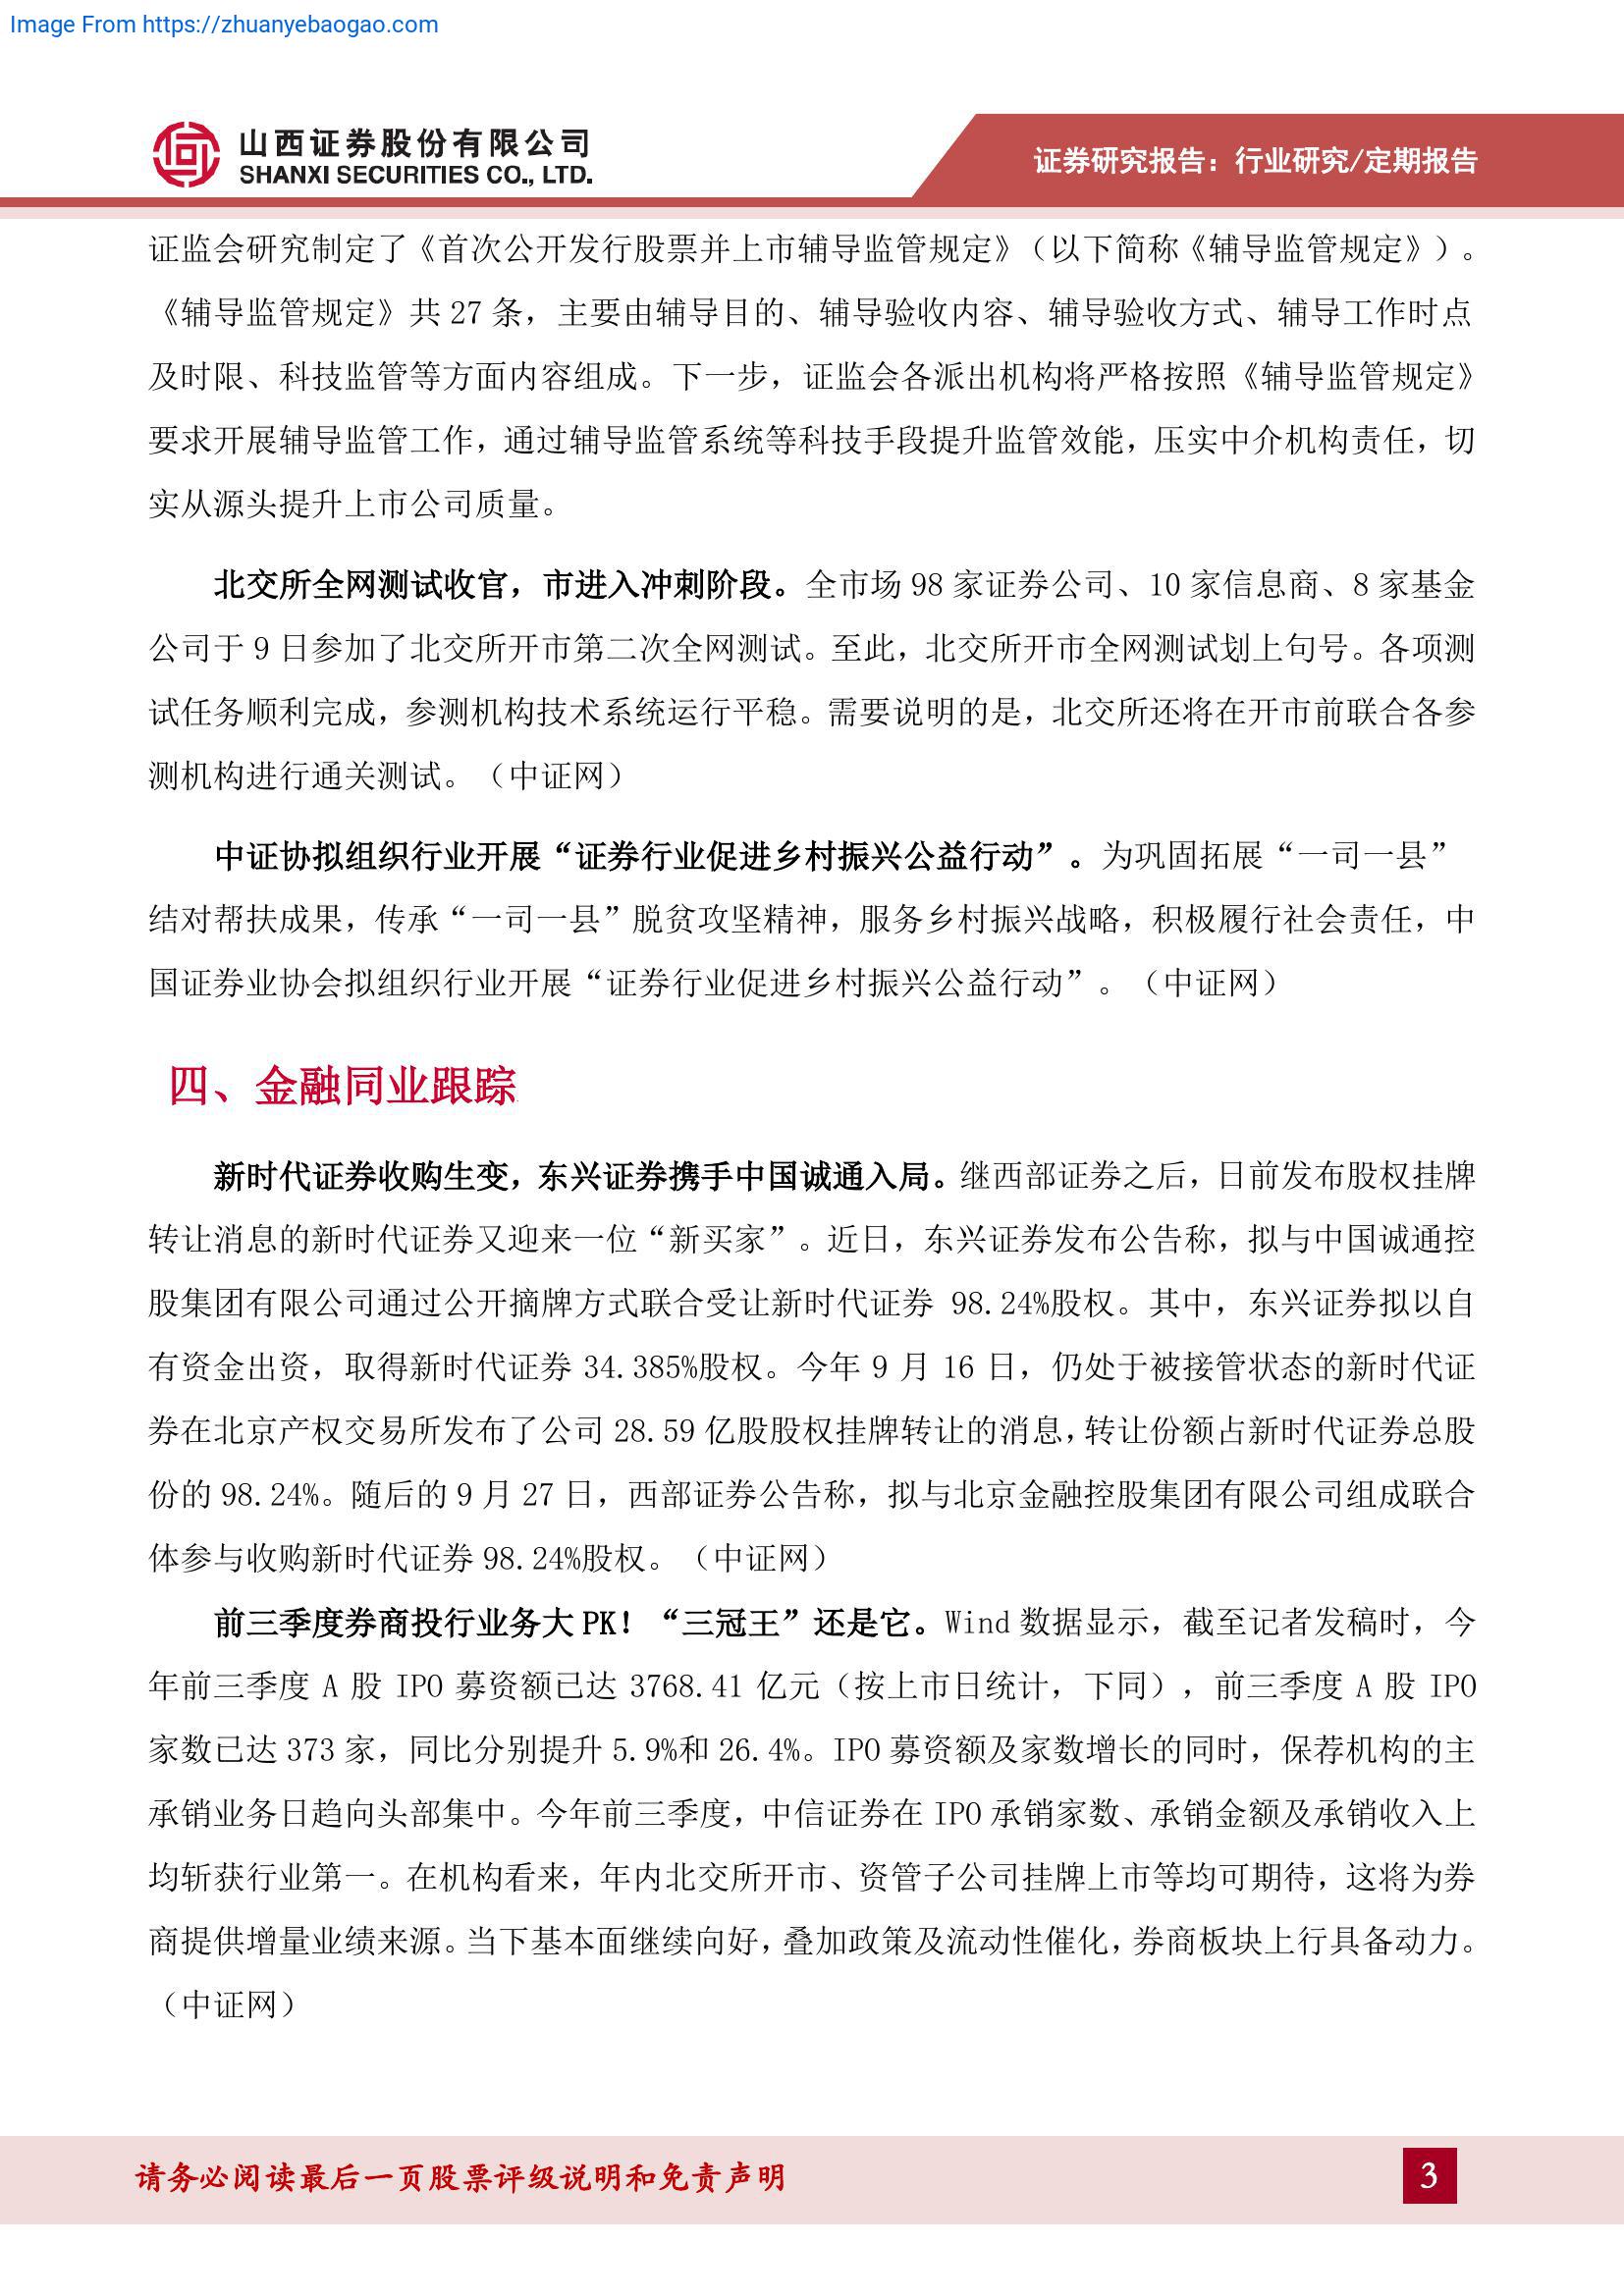 Image From https://zhuanyebaogao.com
山西证券股份有限公司
SHANXI SECURITIES CO., LTD.
证券研究报告：行业研究/定期报告
证监会研究制定了《首次公开发行股票并上市辅导监管规定》（以下简称《辅导监管规定》）。
《辅导监管规定》共 27 条，主要由辅导目的、辅导验收内容、辅导验收方式、辅导工作时点
及时限、科技监管等方面内容组成。下一步，证监会各派出机构将严格按照《辅导监管规定》
要求开展辅导监管工作，通过辅导监管系统等科技手段提升监管效能，压实中介机构责任，切
实从源头提升上市公司质量。
北交所全网测试收官，市进入冲刺阶段。全市场 98 家证券公司、10 家信息商、8 家基金
公司于 9 日参加了北交所开市第二次全网测试。至此，北交所开市全网测试划上句号。各项测
试任务顺利完成，参测机构技术系统运行平稳。需要说明的是，北交所还将在开市前联合各参
测机构进行通关测试。（中证网）
中证协拟组织行业开展“证券行业促进乡村振兴公益行动”。为巩固拓展“一司一县”
结对帮扶成果，传承“一司一县”脱贫攻坚精神，服务乡村振兴战略，积极履行社会责任，中
国证券业协会拟组织行业开展“证券行业促进乡村振兴公益行动”。（中证网）
四、金融同业跟踪
新时代证券收购生变，东兴证券携手中国诚通入局。继西部证券之后，日前发布股权挂牌
转让消息的新时代证券又迎来一位“新买家”。近日，东兴证券发布公告称，拟与中国诚通控
股集团有限公司通过公开摘牌方式联合受让新时代证券 98.24%股权。其中，东兴证券拟以自
有资金出资，取得新时代证券 34.385%股权。今年 9 月 16 日，仍处于被接管状态的新时代证
券在北京产权交易所发布了公司 28.59 亿股股权挂牌转让的消息，转让份额占新时代证券总股
份的 98.24%。随后的 9 月 27 日，西部证券公告称，拟与北京金融控股集团有限公司组成联合
体参与收购新时代证券 98.24%股权。（中证网）
前三季度券商投行业务大 PK！“三冠王”还是它。Wind 数据显示，截至记者发稿时，今
年前三季度 A 股 IPO 募资额已达 3768.41 亿元（按上市日统计，下同），前三季度 A 股 IPO
家数已达 373 家，同比分别提升 5.9%和 26.4%。IPO 募资额及家数增长的同时，保荐机构的主
承销业务日趋向头部集中。今年前三季度，中信证券在 IPO 承销家数、承销金额及承销收入上
均斩获行业第一。在机构看来，年内北交所开市、资管子公司挂牌上市等均可期待，这将为券
商提供增量业绩来源。当下基本面继续向好，叠加政策及流动性催化，券商板块上行具备动力。
（中证网）
请务必阅读最后一页股票评级说明和免责声明
3